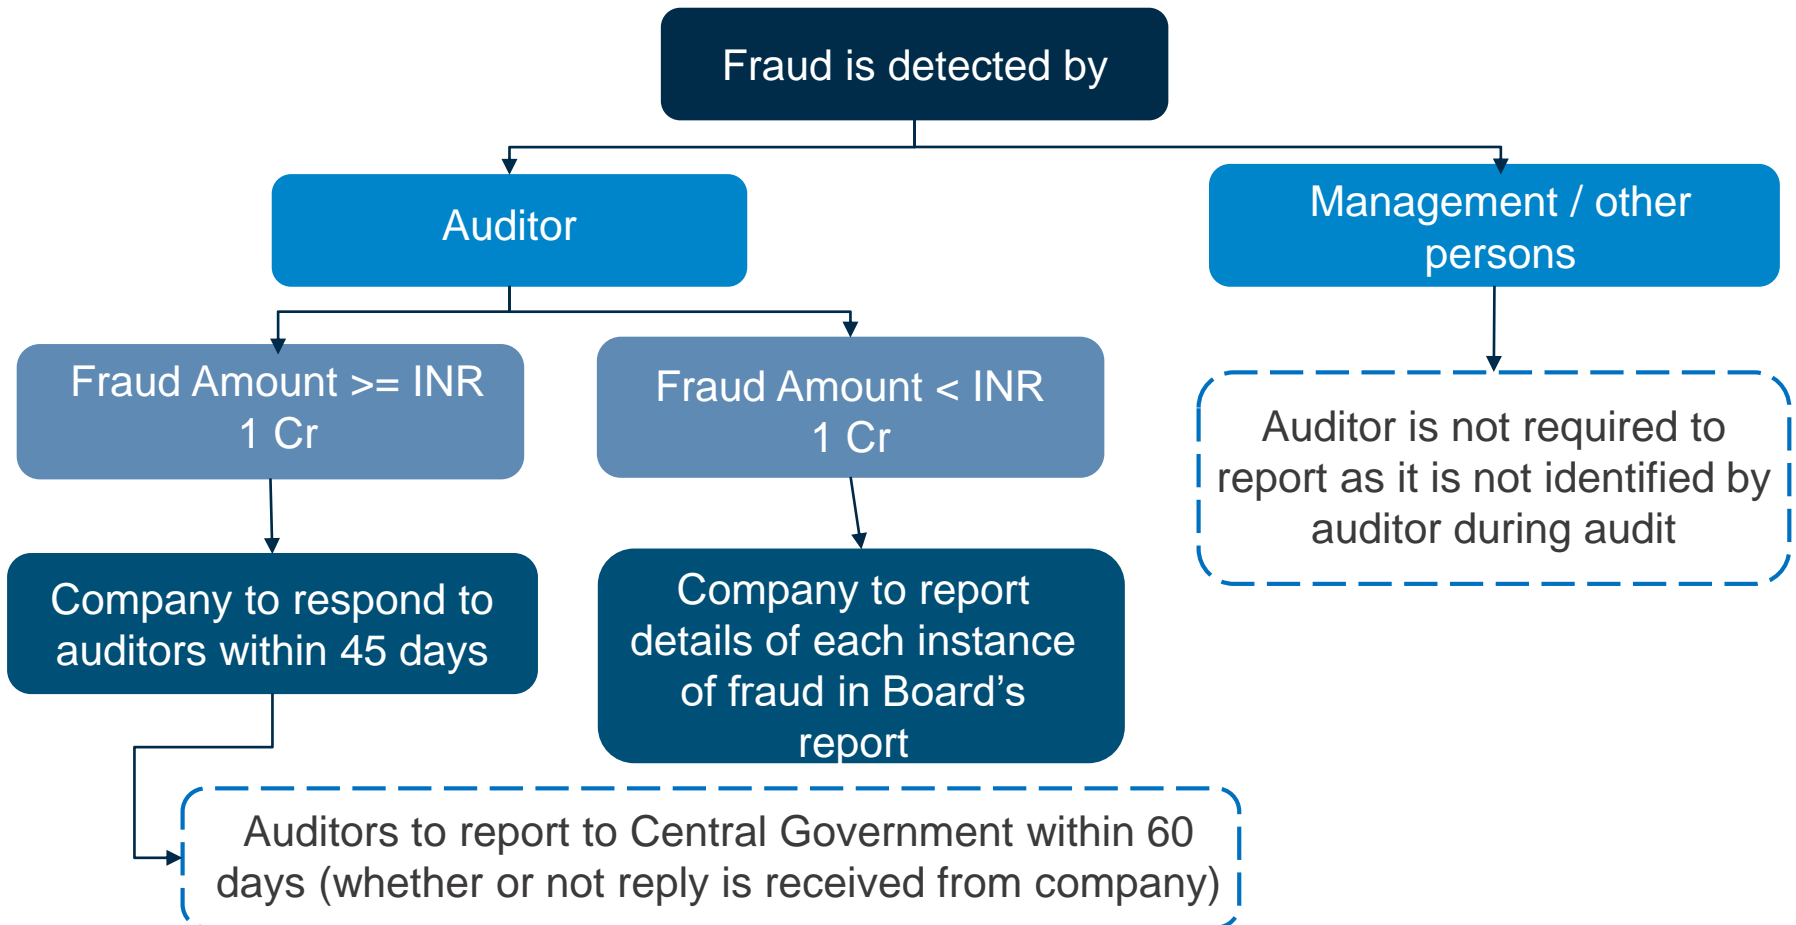 Fraud is detected by
Auditor
Management / other
persons
Fraud Amount >= INR
1 Cr
Fraud Amount < INR
1 Cr
Auditor is not required to
report as it is not identified by
auditor during audit
Company to respond to
auditors within 45 days
Company to report
details of each instance
of fraud in Board’s
report
Auditors to report to Central Government within 60
days (whether or not reply is received from company)